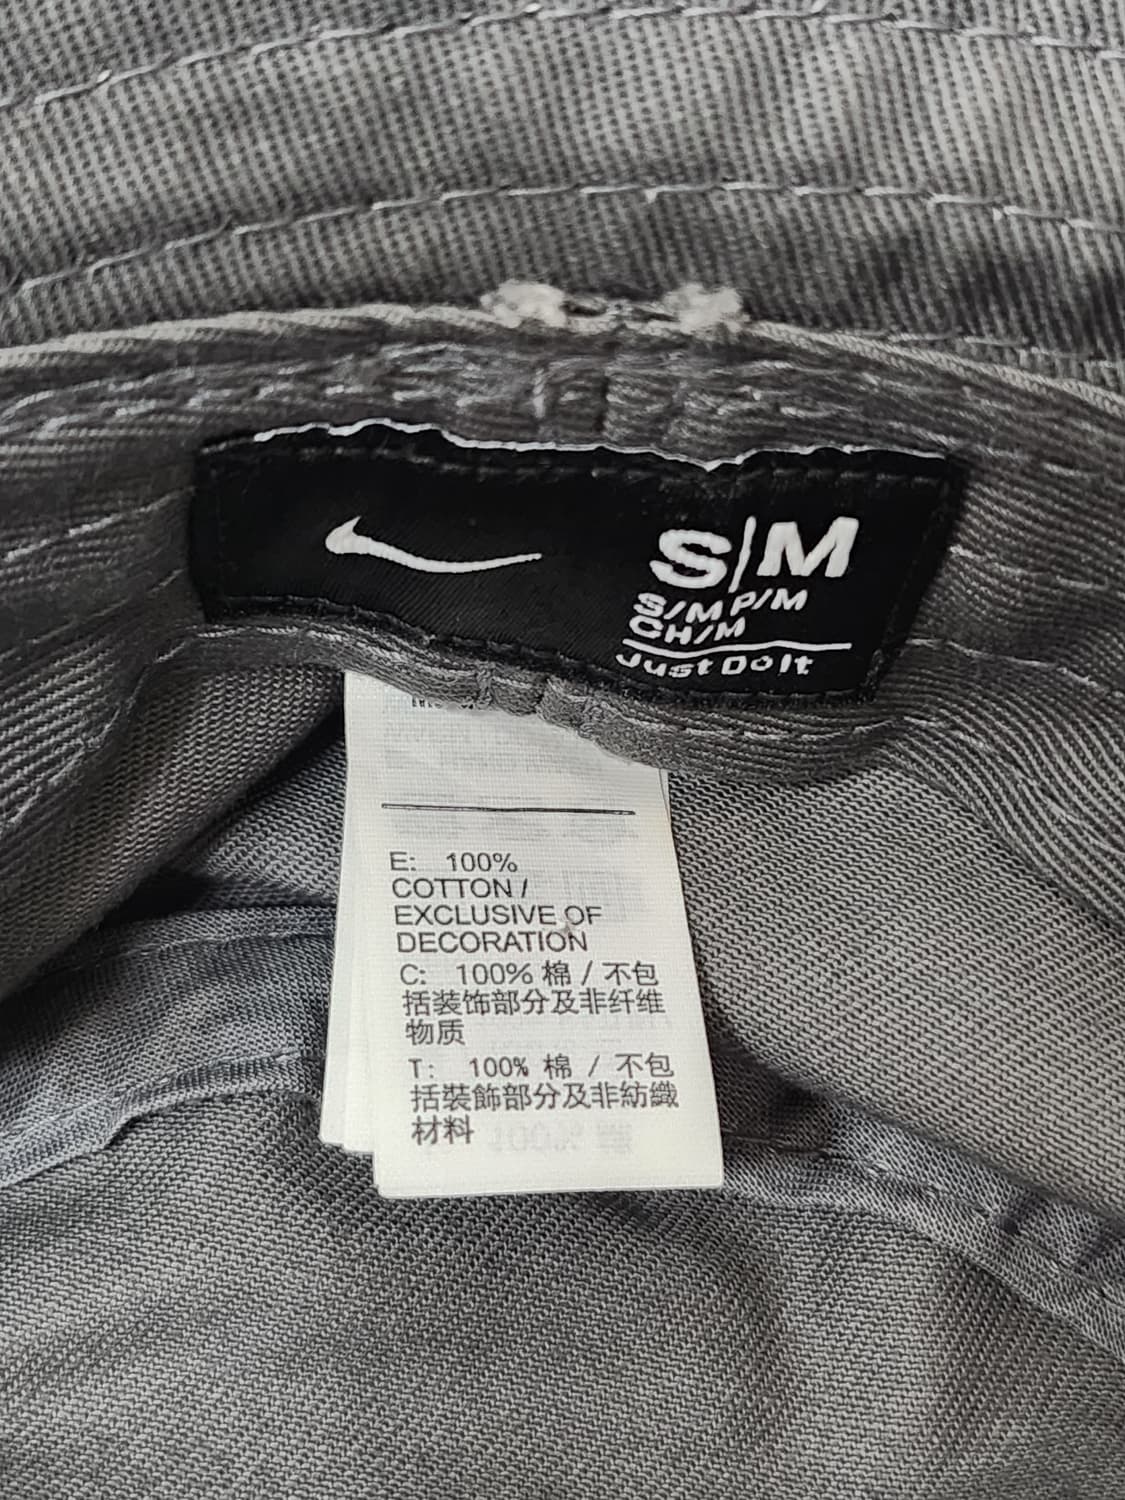 S|M
S/M P/M
CH/M
Just Do It
E: 100%
COTTON /
EXCLUSIVE OF
DECORATION
C: 100% 棉 / 不包
括装饰部分及非纤维
物质
T: 100% 棉 / 不包
括裝飾部分及非紡織
材料